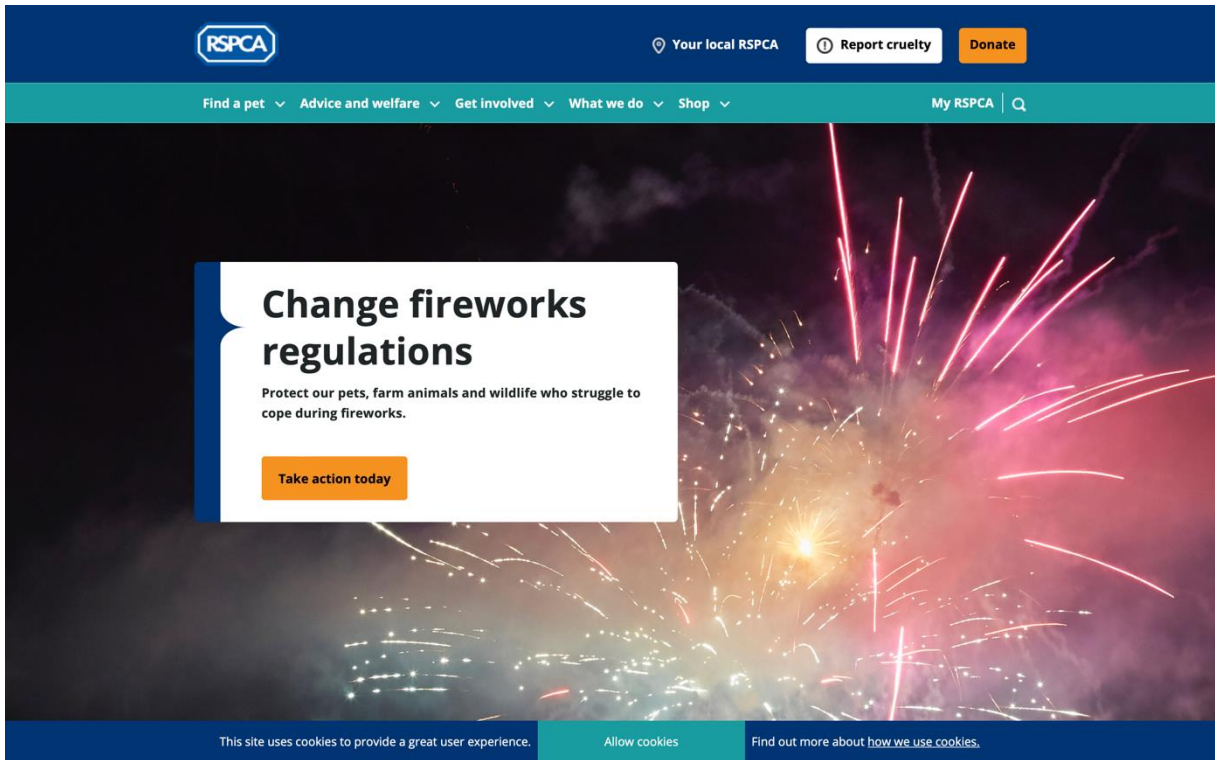 RSPCA
Your local RSPCA
Report cruelty
Donate
Find a pet
Advice and welfare
Get involved
What we do
Shop
My RSPCA
Change fireworks
regulations
Protect our pets, farm animals and wildlife who struggle to
cope during fireworks.
Take action today
This site uses cookies to provide a great user experience.
Allow cookies
Find out more about how we use cookies.